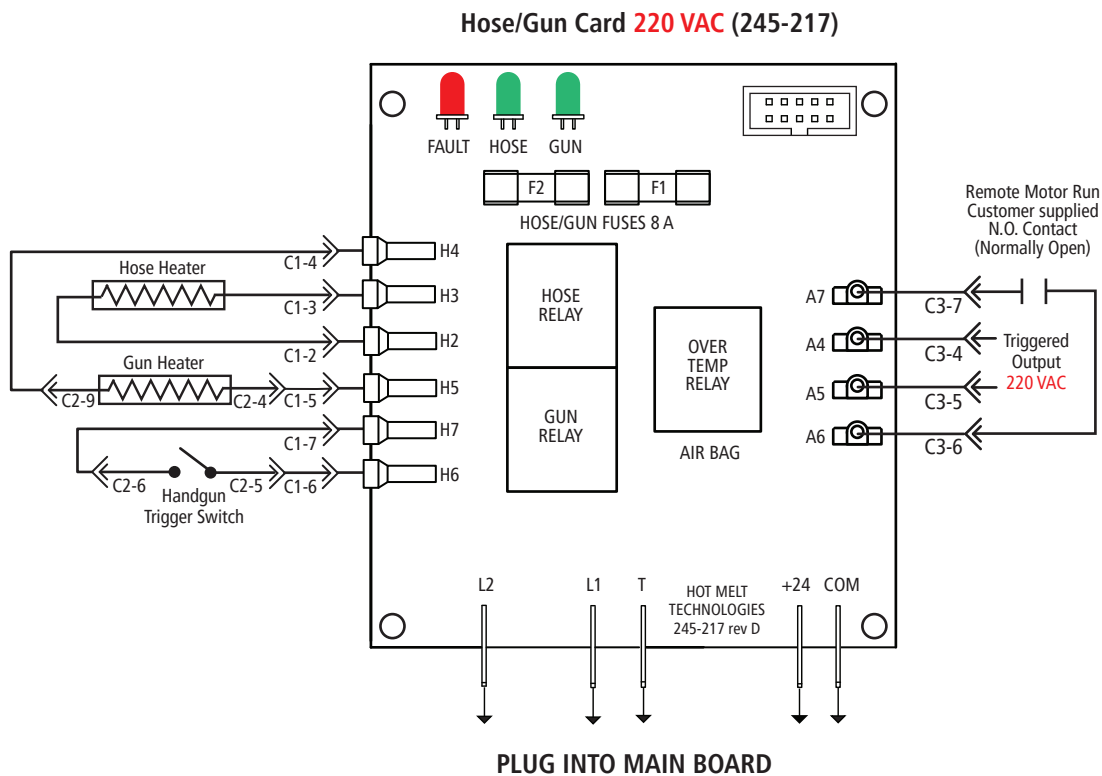 Hose/Gun Card 220 VAC (245-217)
FAULT HOSE GUN
F2 F1
HOSE/GUN FUSES 8 A
Remote Motor Run
Customer supplied
N.O. Contact
(Normally Open)
C1-4 H4
Hose Heater
C1-3 H3
C1-2 H2
Gun Heater
C2-9 C2-4 C1-5 H5
C1-7 H7
C2-6 C2-5 C1-6 H6
Handgun
Trigger Switch
HOSE
RELAY
GUN
RELAY
OVER
TEMP
RELAY
AIR BAG
A7 C3-7
A4 C3-4
Triggered
Output
220 VAC
A5 C3-5
A6 C3-6
L2 L1 T +24 COM
HOT MELT
TECHNOLOGIES
245-217 rev D
PLUG INTO MAIN BOARD